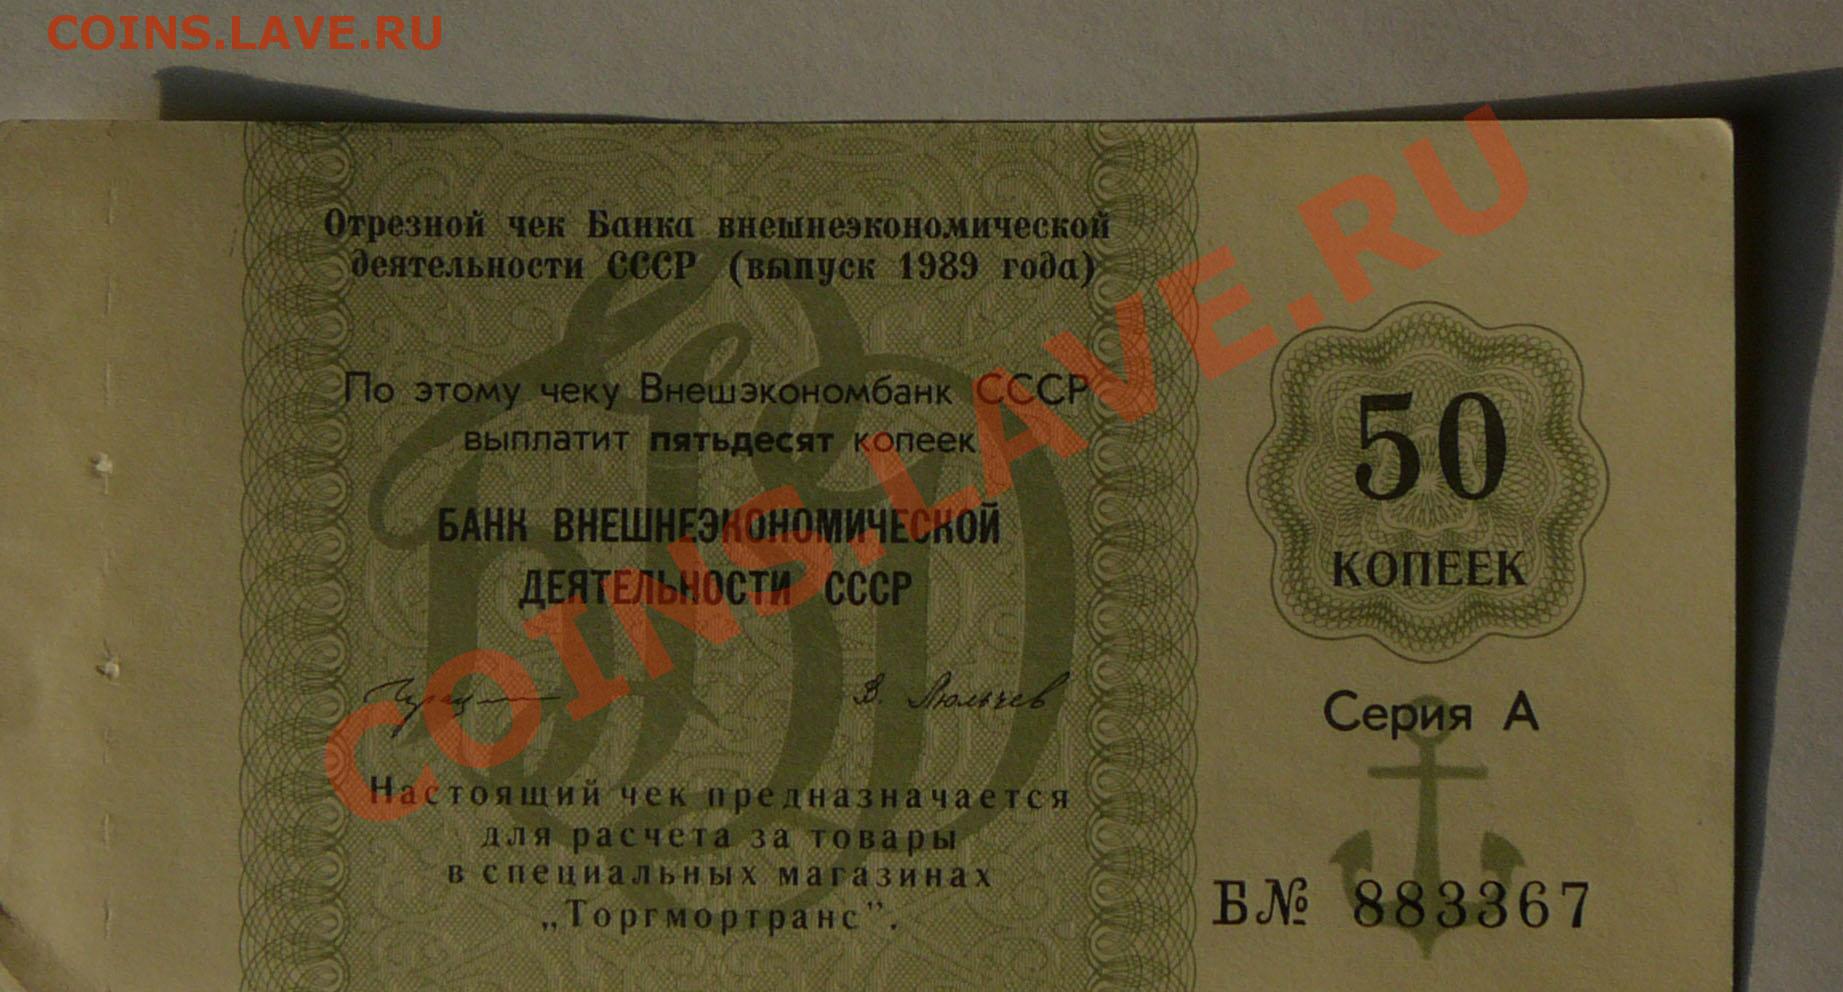 COINS.LAVE.RU
Отрезной чек Банка внешнеэкономической
деятельности СССР (выпуск 1989 года)
По этому чеку Внешэкономбанк СССР
выплатит пятьдесят копеек
БАНК ВНЕШНЕЭКОНОМИЧЕСКОЙ
ДЕЯТЕЛЬНОСТИ СССР
В. Люльчев
Настоящий чек предназначается
для расчета за товары
в специальных магазинах
„Торгмортранс".
50
КОПЕЕК
Серия А
Б№ 883367
COINS.LAVE.RU